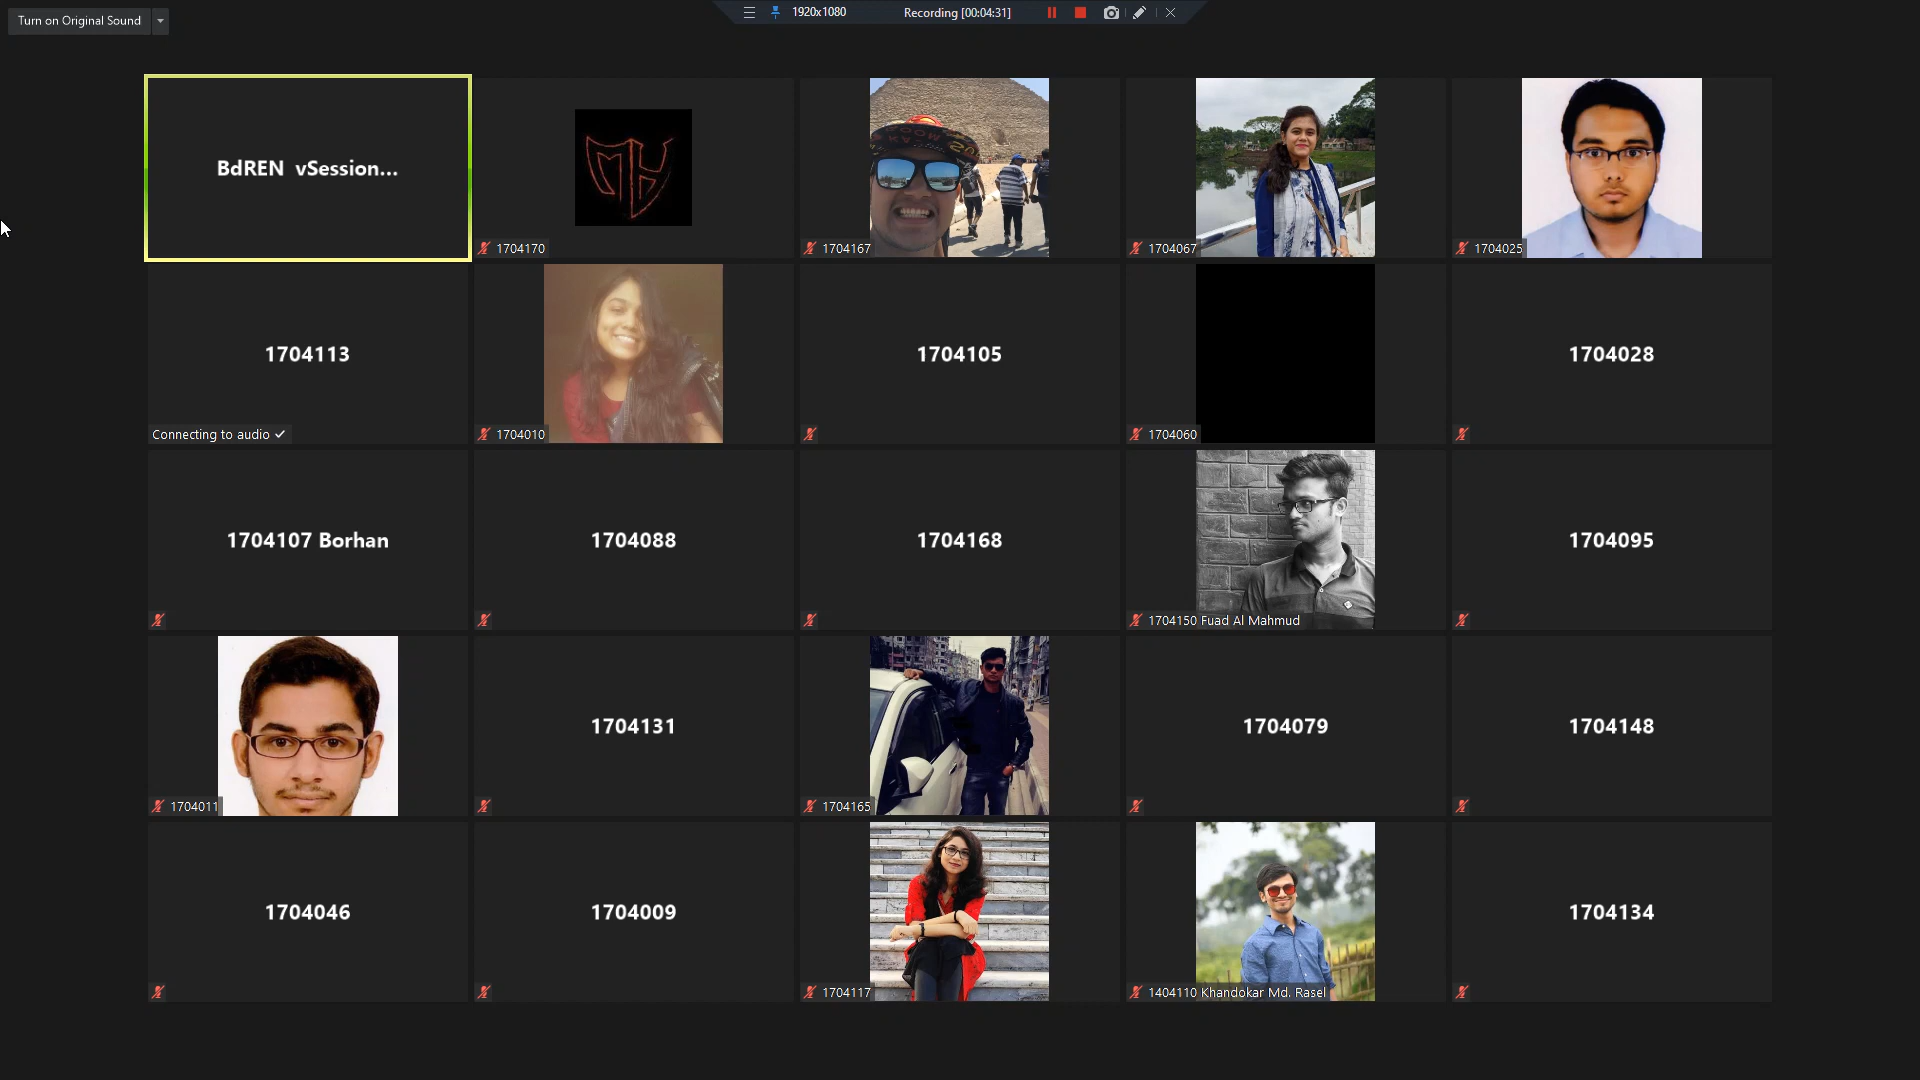 Turn on Original Sound
1920x1080
Recording [00:04:31]
BdREN vSession...
1704170
1704167
1704067
1704025
1704113
Connecting to audio
1704010
1704105
1704060
1704028
1704107 Borhan
1704088
1704168
1704150 Fuad Al Mahmud
1704095
1704011
1704131
1704165
1704079
1704148
1704046
1704009
1704117
1404110 Khandokar Md. Rasel
1704134